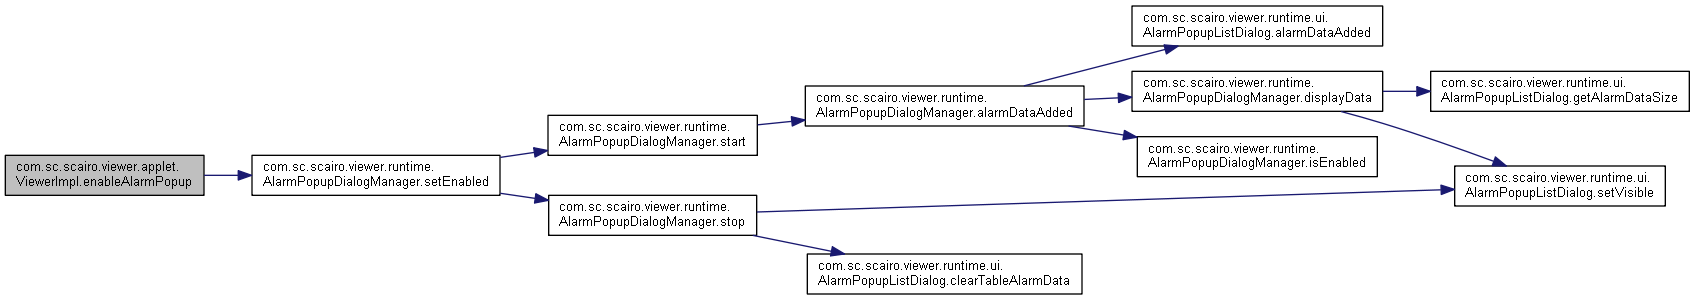 com.sc.scairo.viewer.applet.
ViewerImpl.enableAlarmPopup
com.sc.scairo.viewer.runtime.
AlarmPopupDialogManager.setEnabled
com.sc.scairo.viewer.runtime.
AlarmPopupDialogManager.start
com.sc.scairo.viewer.runtime.
AlarmPopupDialogManager.stop
com.sc.scairo.viewer.runtime.
AlarmPopupDialogManager.alarmDataAdded
com.sc.scairo.viewer.runtime.ui.
AlarmPopupListDialog.clearTableAlarmData
com.sc.scairo.viewer.runtime.ui.
AlarmPopupListDialog.alarmDataAdded
com.sc.scairo.viewer.runtime.
AlarmPopupDialogManager.displayData
com.sc.scairo.viewer.runtime.
AlarmPopupDialogManager.isEnabled
com.sc.scairo.viewer.runtime.ui.
AlarmPopupListDialog.getAlarmDataSize
com.sc.scairo.viewer.runtime.ui.
AlarmPopupListDialog.setVisible